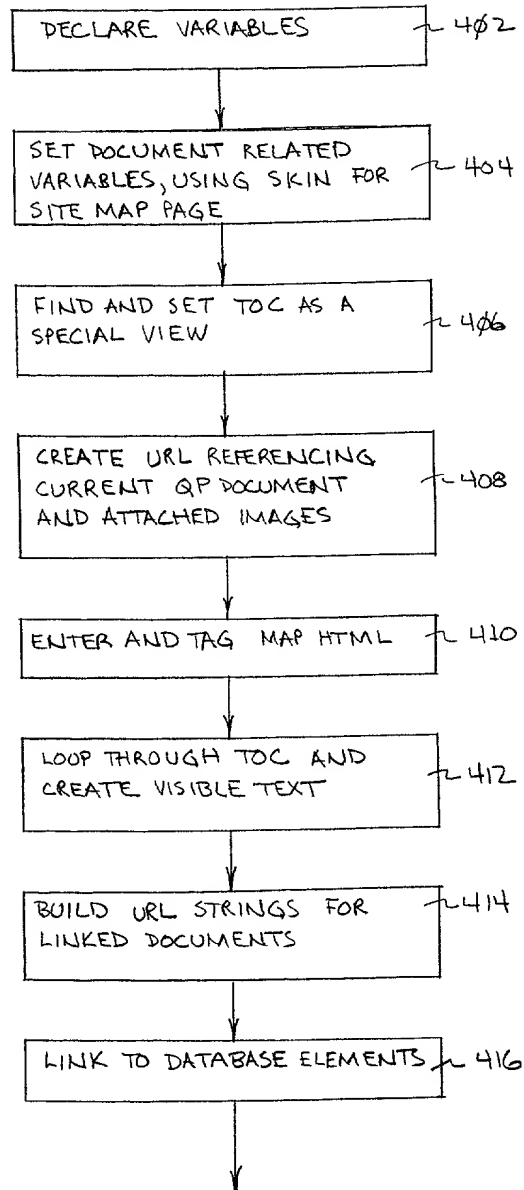 DECLARE VARIABLES 402
SET DOCUMENT RELATED 404
VARIABLES, USING SKIN FOR
SITE MAP PAGE
FIND AND SET TOC AS A 406
SPECIAL VIEW
CREATE URL REFERENCING 408
CURRENT QP DOCUMENT
AND ATTACHED IMAGES
ENTER AND TAG MAP HTML 410
LOOP THROUGH TOC AND 412
CREATE VISIBLE TEXT
BUILD URL STRINGS FOR 414
LINKED DOCUMENTS
LINK TO DATABASE ELEMENTS 416